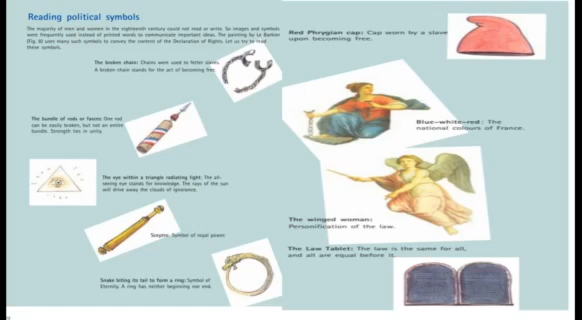 Reading political symbols
The majority of men and women in the eighteenth century could not read or write. So images and symbols
were frequently used instead of printed words to communicate important ideas. The painting by Le Barbier
(Fig. 8) uses many such symbols to convey the content of the Declaration of Rights. Let us try to read
these symbols.
The broken chain: Chains were used to fetter slaves.
A broken chain stands for the act of becoming free.
The bundle of rods or fasces: One rod
can be easily broken, but not an entire
bundle. Strength lies in unity.
The eye within a triangle radiating light: The all-
seeing eye stands for knowledge. The rays of the sun
will drive away the clouds of ignorance.
Sceptre: Symbol of royal power.
Snake biting its tail to form a ring: Symbol of
Eternity. A ring has neither beginning nor end.
Red Phrygian cap: Cap worn by a slave
upon becoming free.
Blue-white-red: The
national colours of France.
The winged woman:
Personification of the law.
The Law Tablet: The law is the same for all,
and all are equal before it.